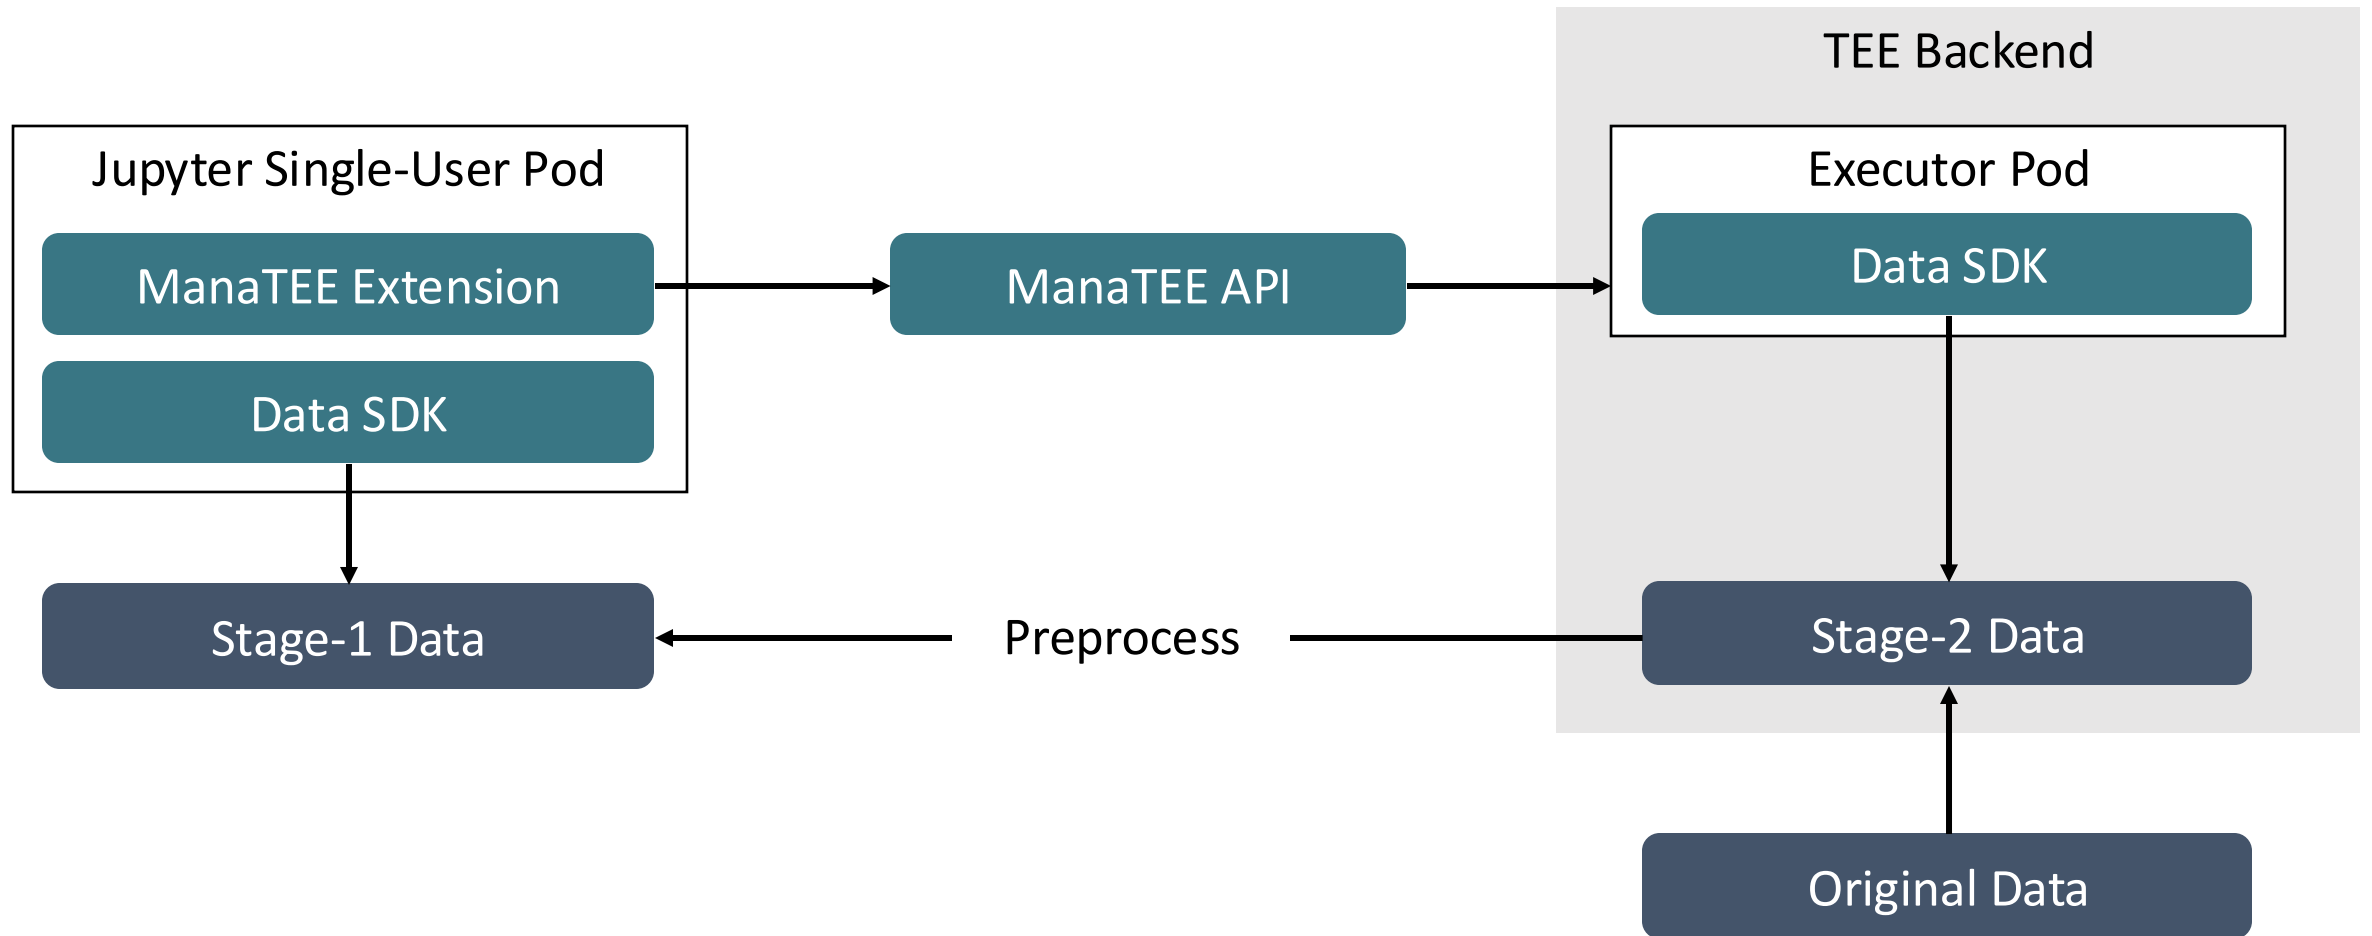 TEE Backend
Jupyter Single-User Pod
Executor Pod
ManaTEE Extension
ManaTEE API
Data SDK
Data SDK
Stage-1 Data
Preprocess
Stage-2 Data
Original Data